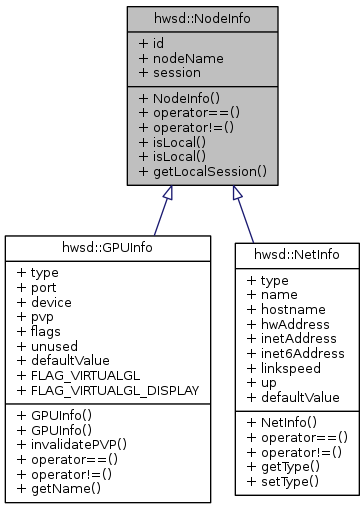 hwsd::NodeInfo
+ id
+ nodeName
+ session
+ NodeInfo()
+ operator==()
+ operator!=()
+ isLocal()
+ isLocal()
+ getLocalSession()
hwsd::GPUInfo
+ type
+ port
+ device
+ pvp
+ flags
+ unused
+ defaultValue
+ FLAG_VIRTUALGL
+ FLAG_VIRTUALGL_DISPLAY
+ GPUInfo()
+ GPUInfo()
+ invalidatePVP()
+ operator==()
+ operator!=()
+ getName()
hwsd::NetInfo
+ type
+ name
+ hostname
+ hwAddress
+ inetAddress
+ inet6Address
+ linkspeed
+ up
+ defaultValue
+ NetInfo()
+ operator==()
+ operator!=()
+ getType()
+ setType()